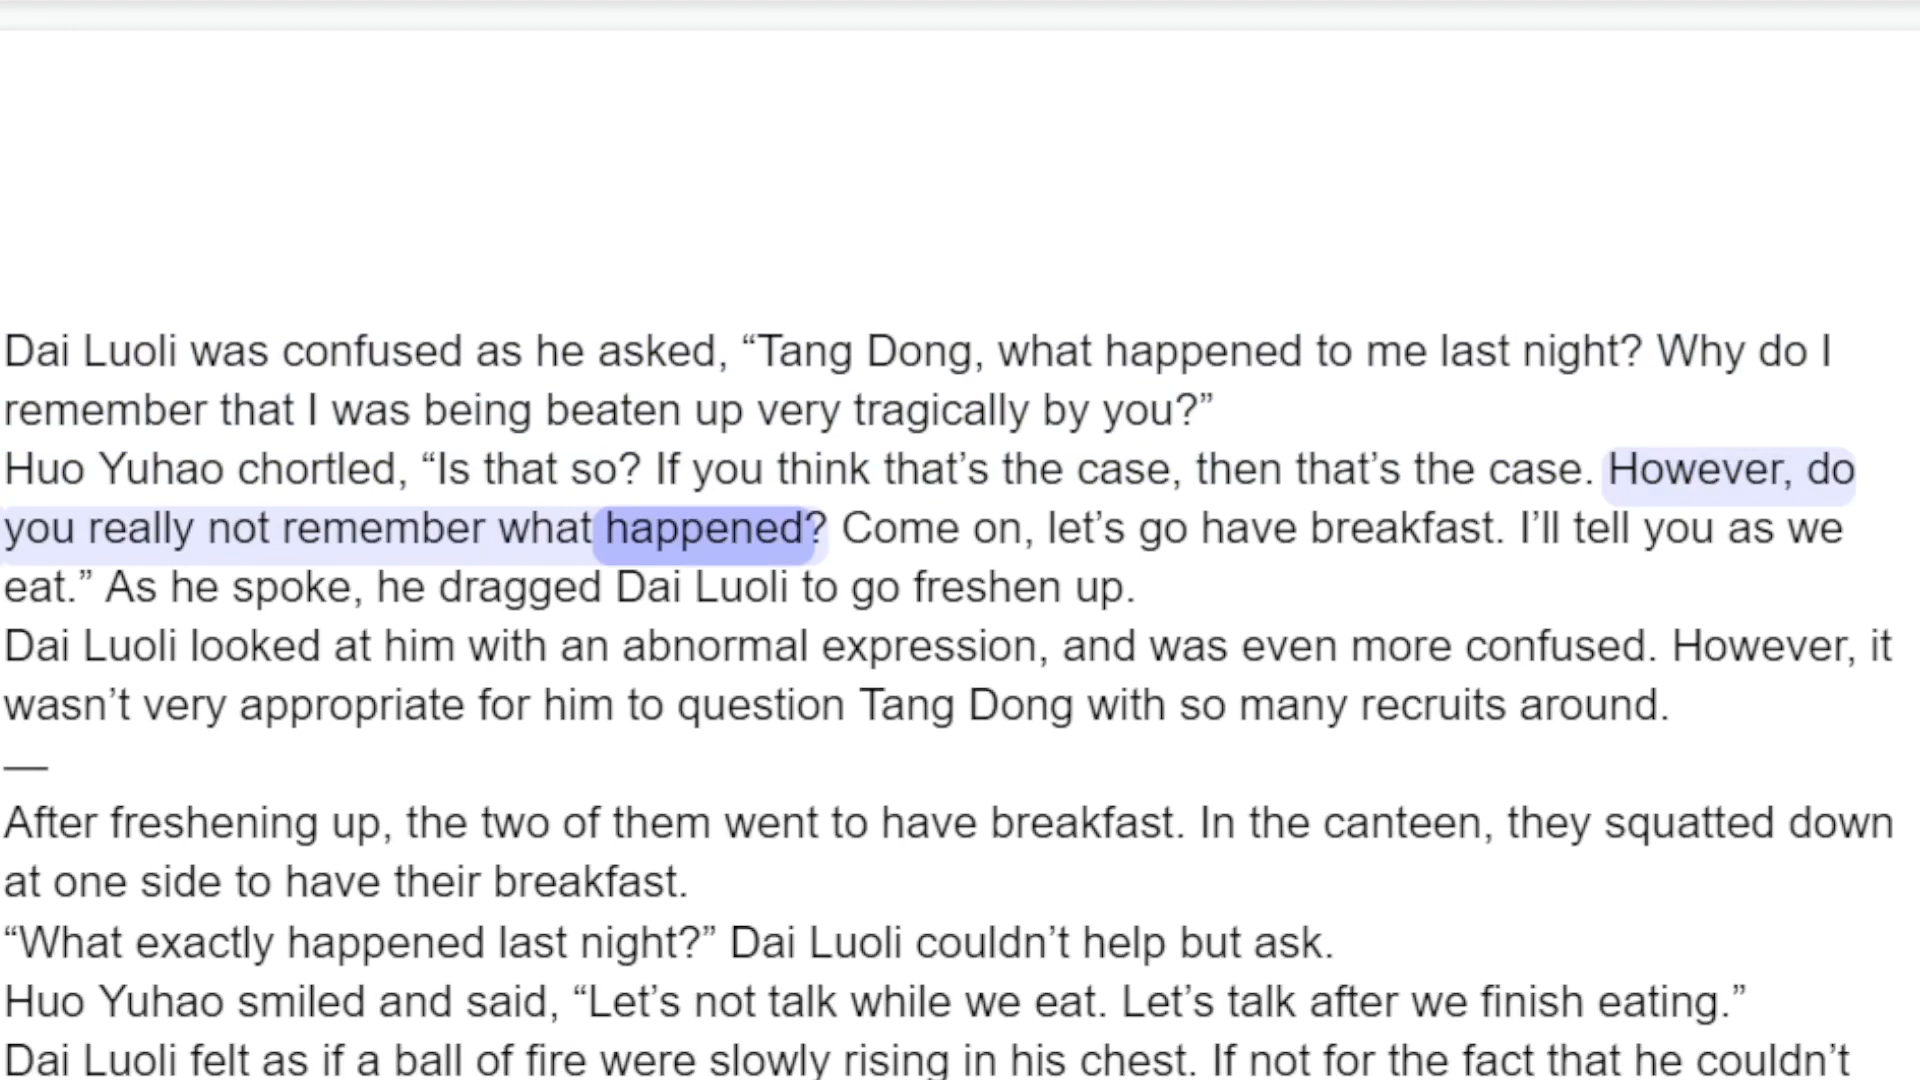 Dai Luoli was confused as he asked, “Tang Dong, what happened to me last night? Why do I
remember that I was being beaten up very tragically by you?”
Huo Yuhao chortled, “Is that so? If you think that’s the case, then that’s the case. However, do
you really not remember what happened? Come on, let’s go have breakfast. I’ll tell you as we
eat.” As he spoke, he dragged Dai Luoli to go freshen up.
Dai Luoli looked at him with an abnormal expression, and was even more confused. However, it
wasn’t very appropriate for him to question Tang Dong with so many recruits around.
—
After freshening up, the two of them went to have breakfast. In the canteen, they squatted down
at one side to have their breakfast.
“What exactly happened last night?” Dai Luoli couldn’t help but ask.
Huo Yuhao smiled and said, “Let’s not talk while we eat. Let’s talk after we finish eating.”
Dai Luoli felt as if a ball of fire were slowly rising in his chest. If not for the fact that he couldn’t